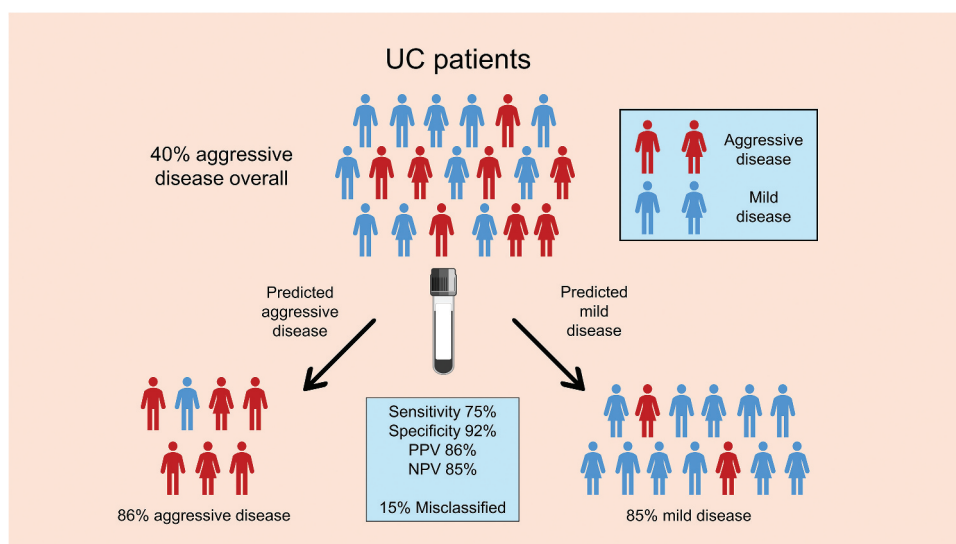 UC patients
40% aggressive
disease overall
Aggressive
disease
Mild
disease
Predicted
aggressive
disease
Predicted
mild
disease
Sensitivity 75%
Specificity 92%
PPV 86%
NPV 85%
15% Misclassified
86% aggressive disease
85% mild disease